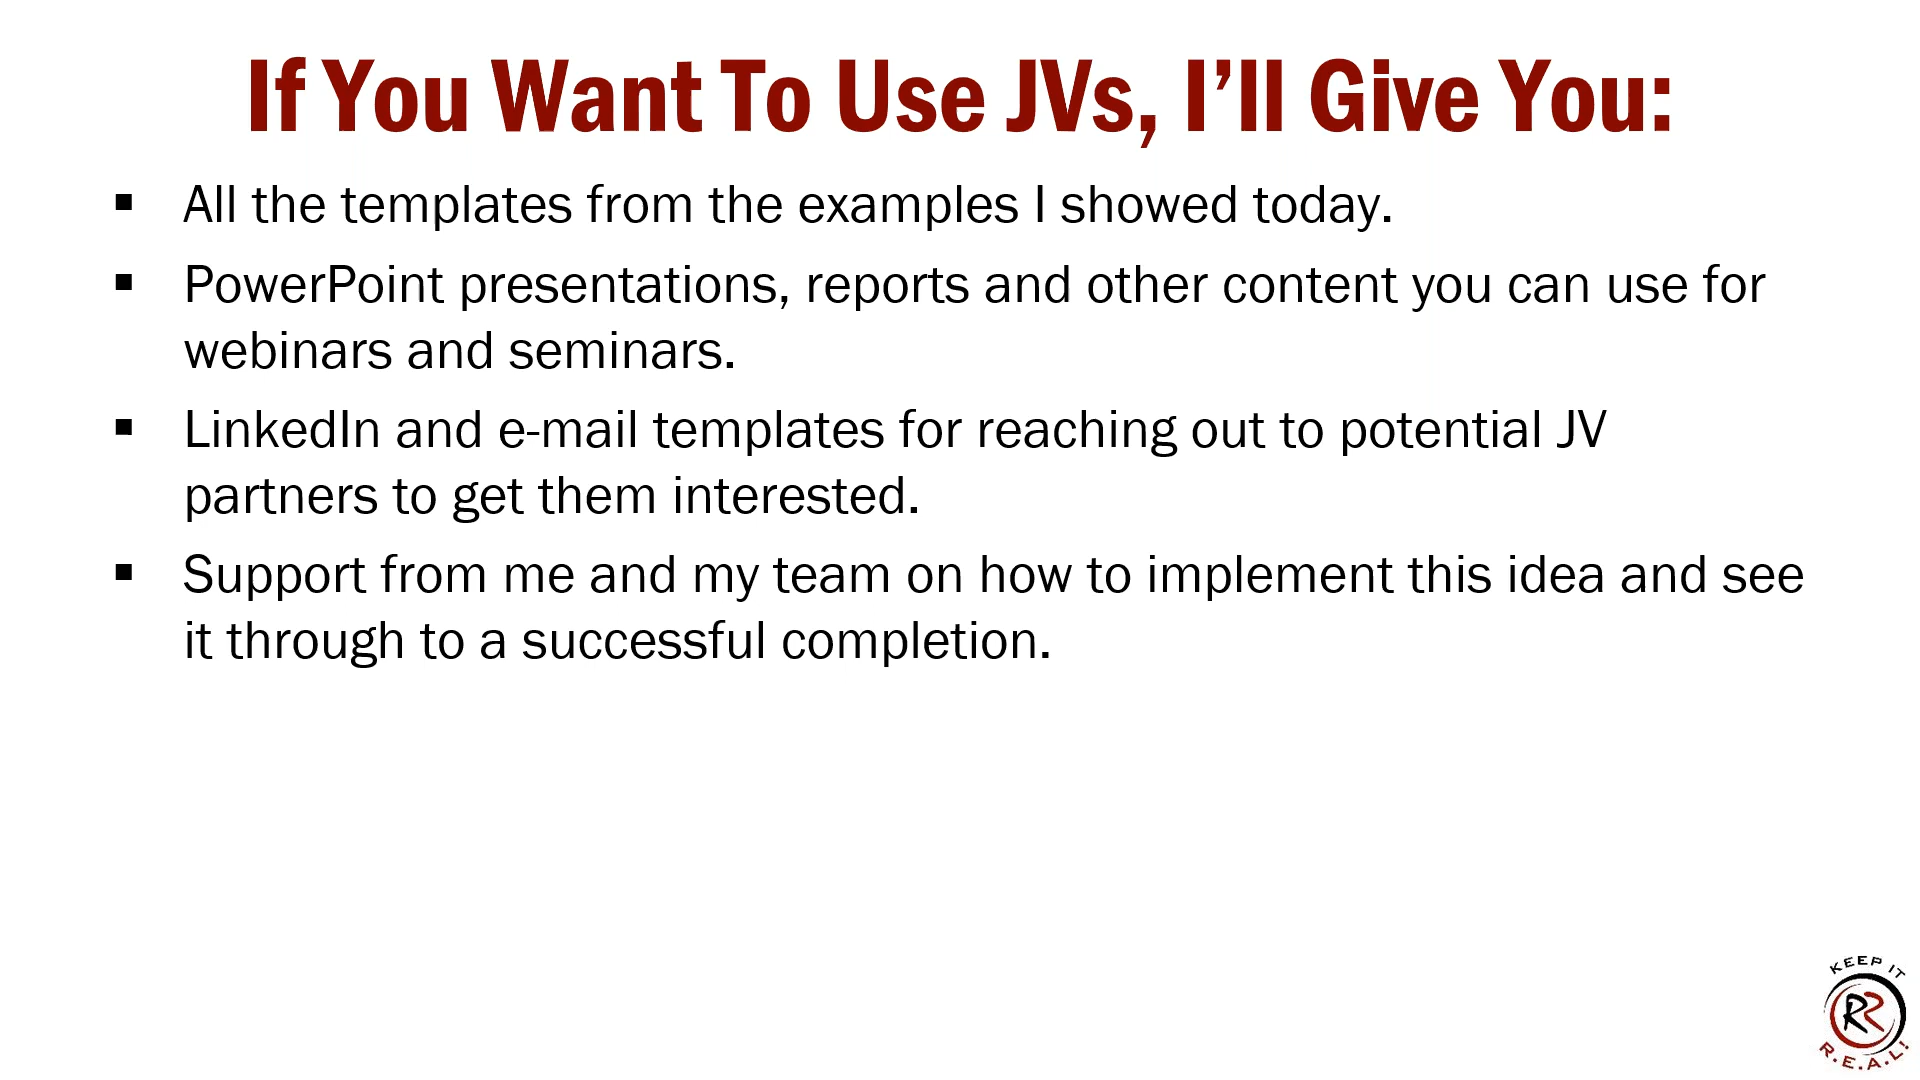 If You Want To Use JVs, I’ll Give You:
▪ All the templates from the examples I showed today.
▪ PowerPoint presentations, reports and other content you can use for
webinars and seminars.
▪ LinkedIn and e-mail templates for reaching out to potential JV
partners to get them interested.
▪ Support from me and my team on how to implement this idea and see
it through to a successful completion.
KEEP IT
RR
R.E.A.L!